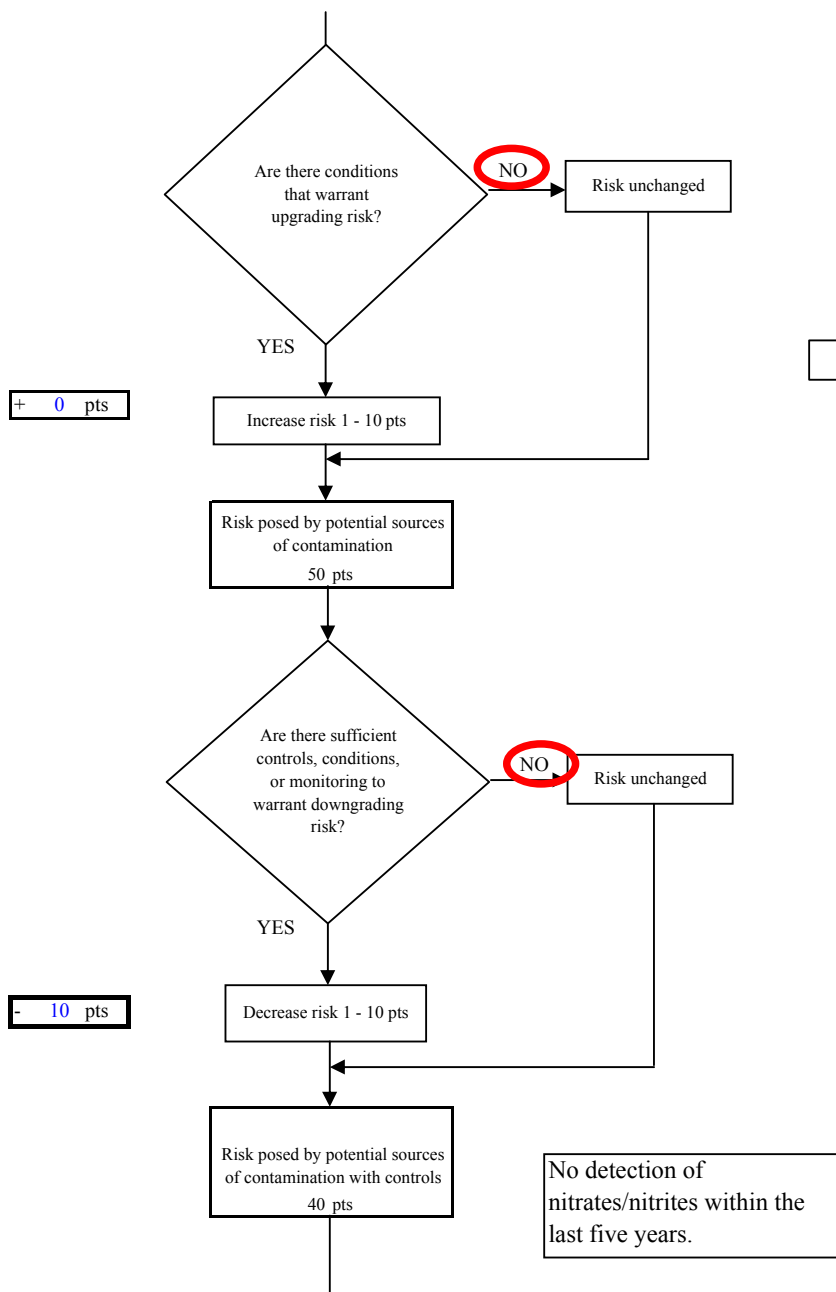 Are there conditions
that warrant
upgrading risk?
NO
Risk unchanged
YES
+ 0 pts
Increase risk 1 - 10 pts
Risk posed by potential sources
of contamination
50 pts
Are there sufficient
controls, conditions,
or monitoring to
warrant downgrading
risk?
NO
Risk unchanged
YES
- 10 pts
Decrease risk 1 - 10 pts
Risk posed by potential sources
of contamination with controls
40 pts
No detection of
nitrates/nitrites within the
last five years.